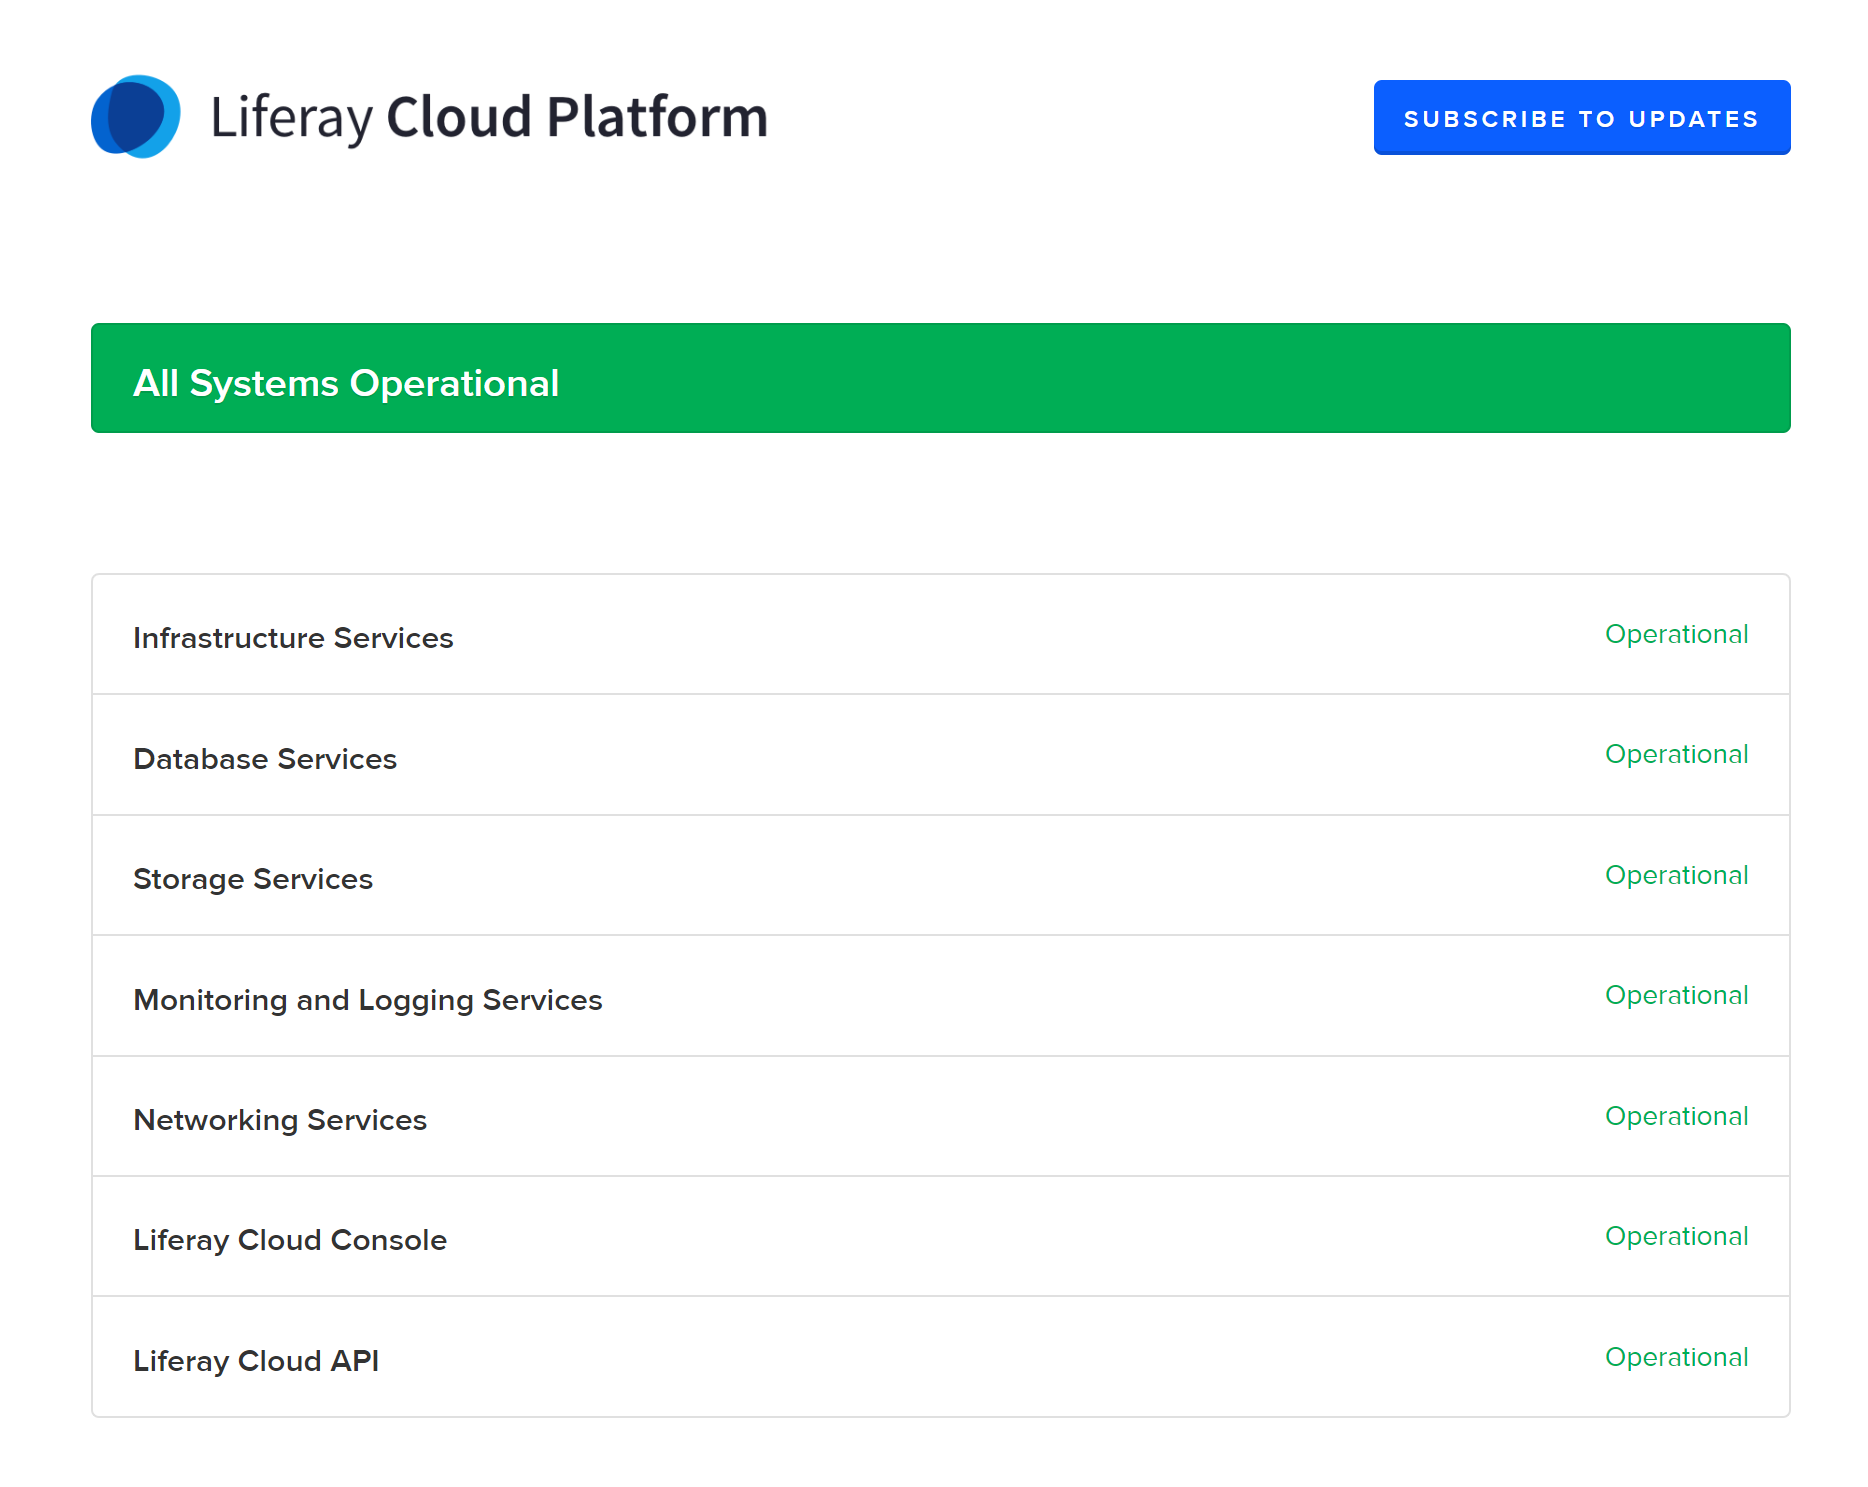 Liferay Cloud Platform
SUBSCRIBE TO UPDATES
All Systems Operational
Infrastructure Services Operational
Database Services Operational
Storage Services Operational
Monitoring and Logging Services Operational
Networking Services Operational
Liferay Cloud Console Operational
Liferay Cloud API Operational